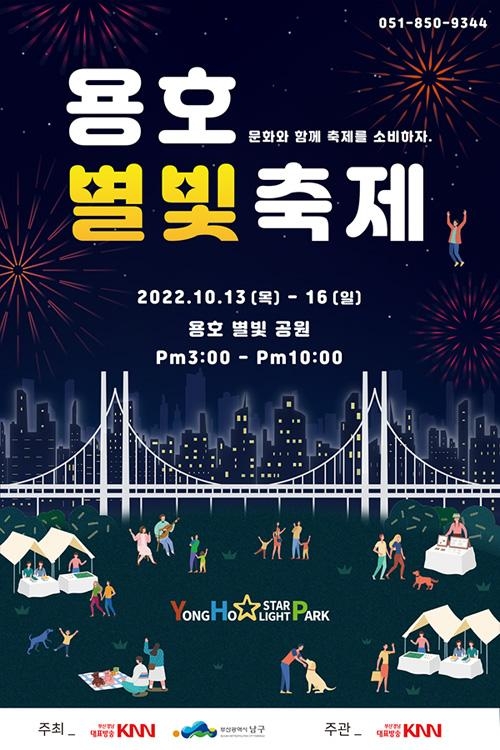 051-850-9344
용호
문화와 함께 축제를 소비하자.
별빛축제
2022.10.13(목) - 16(일)
용호 별빛 공원
Pm3:00 - Pm10:00
YONG HO STAR LIGHT PARK
주최_ 부산경남 대표방송 KNN 부산광역시 남구 주관_ 부산경남 대표방송 KNN